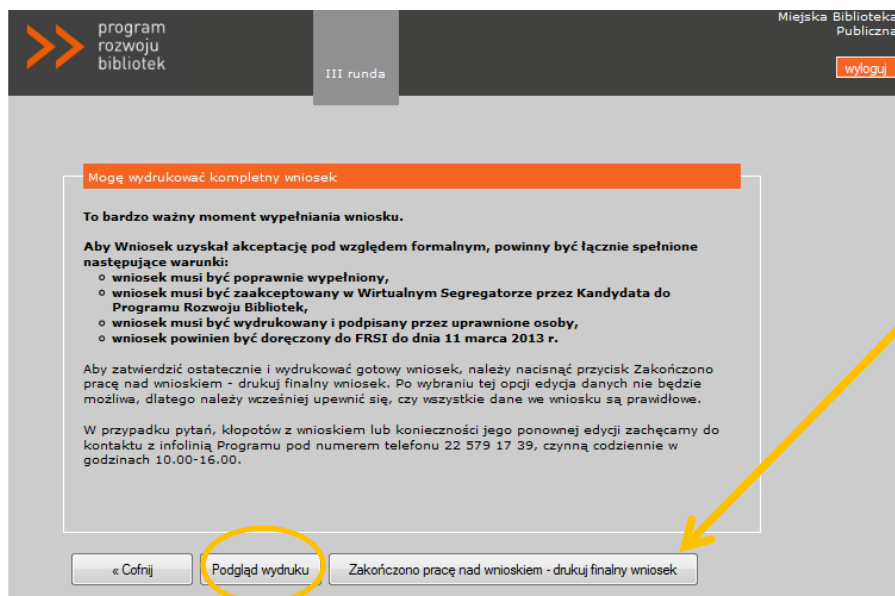 program
rozwoju
bibliotek
III runda
Miejska Biblioteka
Publiczna
wyloguj
Mogę wydrukować kompletny wniosek
To bardzo ważny moment wypełniania wniosku.
Aby Wniosek uzyskał akceptację pod względem formalnym, powinny być łącznie spełnione
następujące warunki:
wniosek musi być poprawnie wypełniony,
wniosek musi być zaakceptowany w Wirtualnym Segregatorze przez Kandydata do
Programu Rozwoju Bibliotek,
wniosek musi być wydrukowany i podpisany przez uprawnione osoby,
wniosek powinien być doręczony do FRSI do dnia 11 marca 2013 r.
Aby zatwierdzić ostatecznie i wydrukować gotowy wniosek, należy nacisnąć przycisk Zakończono
pracę nad wnioskiem - drukuj finalny wniosek. Po wybraniu tej opcji edycja danych nie będzie
możliwa, dlatego należy wcześniej upewnić się, czy wszystkie dane we wniosku są prawidłowe.
W przypadku pytań, kłopotów z wnioskiem lub konieczności jego ponownej edycji zachęcamy do
kontaktu z infolinią Programu pod numerem telefonu 22 579 17 39, czynną codziennie w
godzinach 10.00-16.00.
« Cofnij
Podgląd wydruku
Zakończono pracę nad wnioskiem - drukuj finalny wniosek